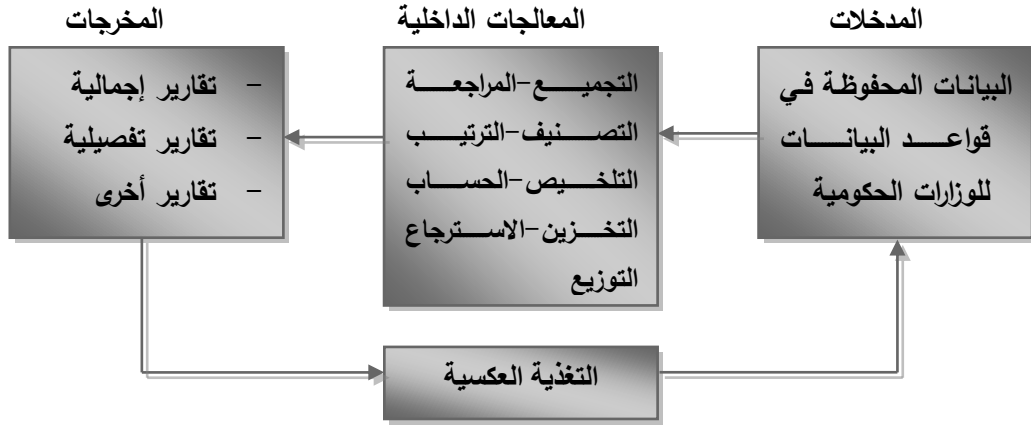 المدخلات
البيانات المحفوظة في
قواعد البيانات
للوزارات الحكومية
المعالجات الداخلية
التجميع-المراجعة
التصنيف-الترتيب
التلخيص-الحساب
التخزين-الاسترجاع
التوزيع
المخرجات
- تقارير إجمالية
- تقارير تفصيلية
- تقارير أخرى
التغذية العكسية